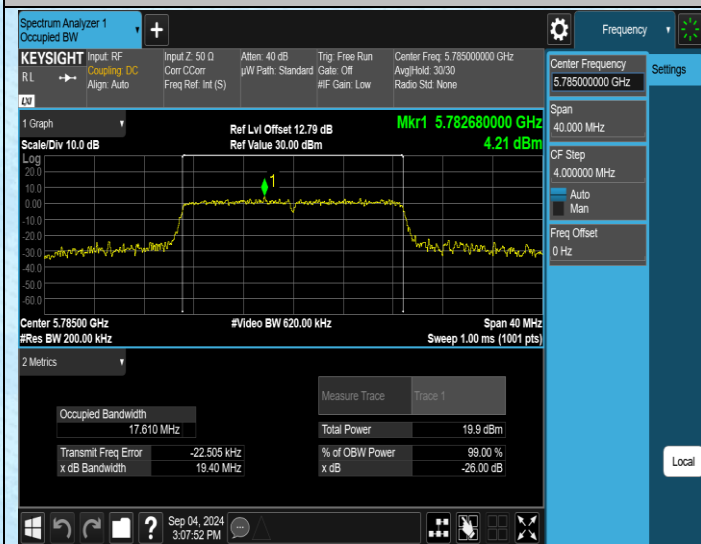 Spectrum Analyzer 1
Occupied BW
Frequency
KEYSIGHT
R L
LXI
Input: RF
Coupling: DC
Align: Auto
Input Z: 50 Ω
Corr CCorr
Freq Ref: Int (S)
Atten: 40 dB
µW Path: Standard
Trig: Free Run
Gate: Off
#IF Gain: Low
Center Freq: 5.785000000 GHz
Avg|Hold: 30/30
Radio Std: None
Center Frequency
5.785000000 GHz
Settings
Span
40.000 MHz
CF Step
4.000000 MHz
Auto
Man
Freq Offset
0 Hz
Local
1 Graph
Scale/Div 10.0 dB
Ref Lvl Offset 12.79 dB
Ref Value 30.00 dBm
Mkr1 5.782680000 GHz
4.21 dBm
Log
20.0
10.0
0.00
-10.0
-20.0
-30.0
-40.0
-50.0
-60.0
1
Center 5.78500 GHz
#Res BW 200.00 kHz
#Video BW 620.00 kHz
Span 40 MHz
Sweep 1.00 ms (1001 pts)
2 Metrics
Measure Trace
Trace 1
Occupied Bandwidth
17.610 MHz
Total Power
19.9 dBm
Transmit Freq Error
-22.505 kHz
% of OBW Power
99.00 %
x dB Bandwidth
19.40 MHz
x dB
-26.00 dB
Sep 04, 2024
3:07:52 PM